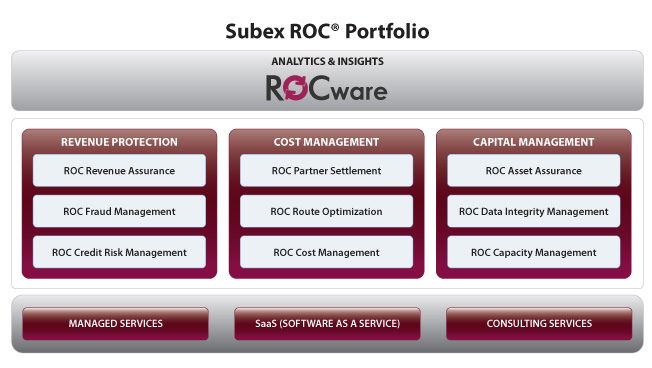 Subex ROC® Portfolio
ANALYTICS & INSIGHTS
ROCware
REVENUE PROTECTION
ROC Revenue Assurance
ROC Fraud Management
ROC Credit Risk Management
COST MANAGEMENT
ROC Partner Settlement
ROC Route Optimization
ROC Cost Management
CAPITAL MANAGEMENT
ROC Asset Assurance
ROC Data Integrity Management
ROC Capacity Management
MANAGED SERVICES
SaaS (SOFTWARE AS A SERVICE)
CONSULTING SERVICES